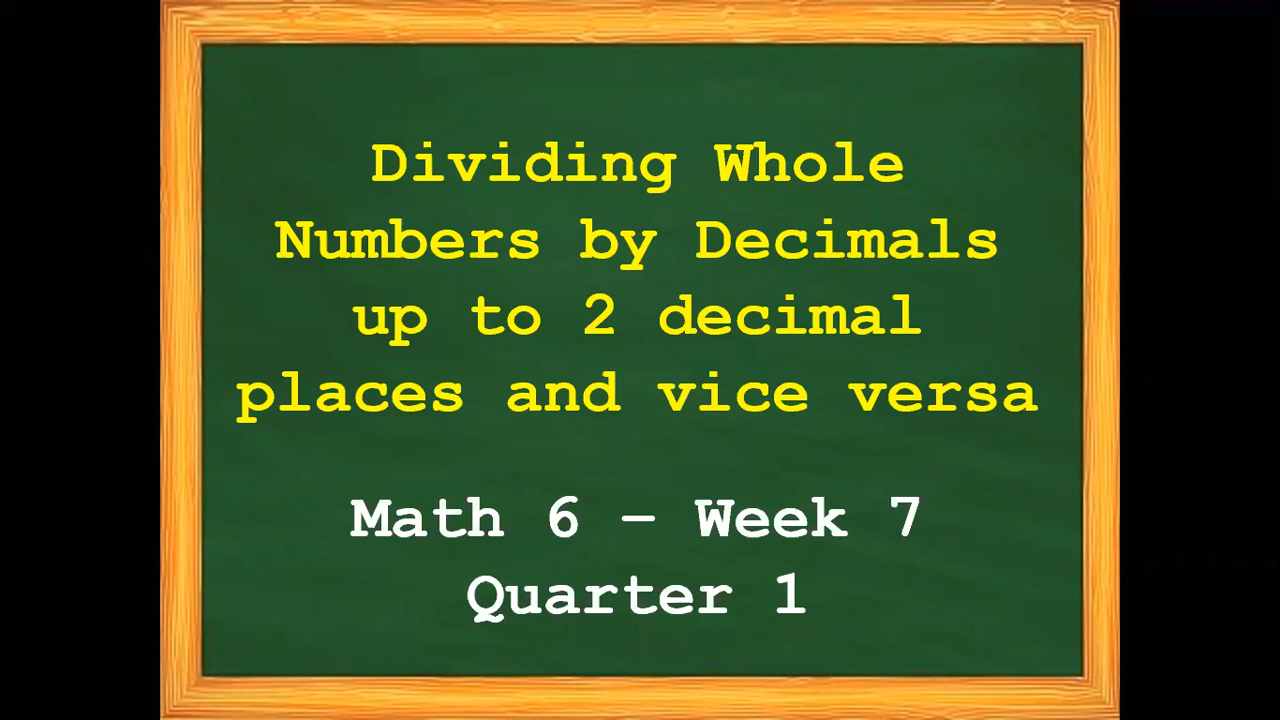 Dividing Whole
Numbers by Decimals
up to 2 decimal
places and vice versa
Math 6 – Week 7
Quarter 1